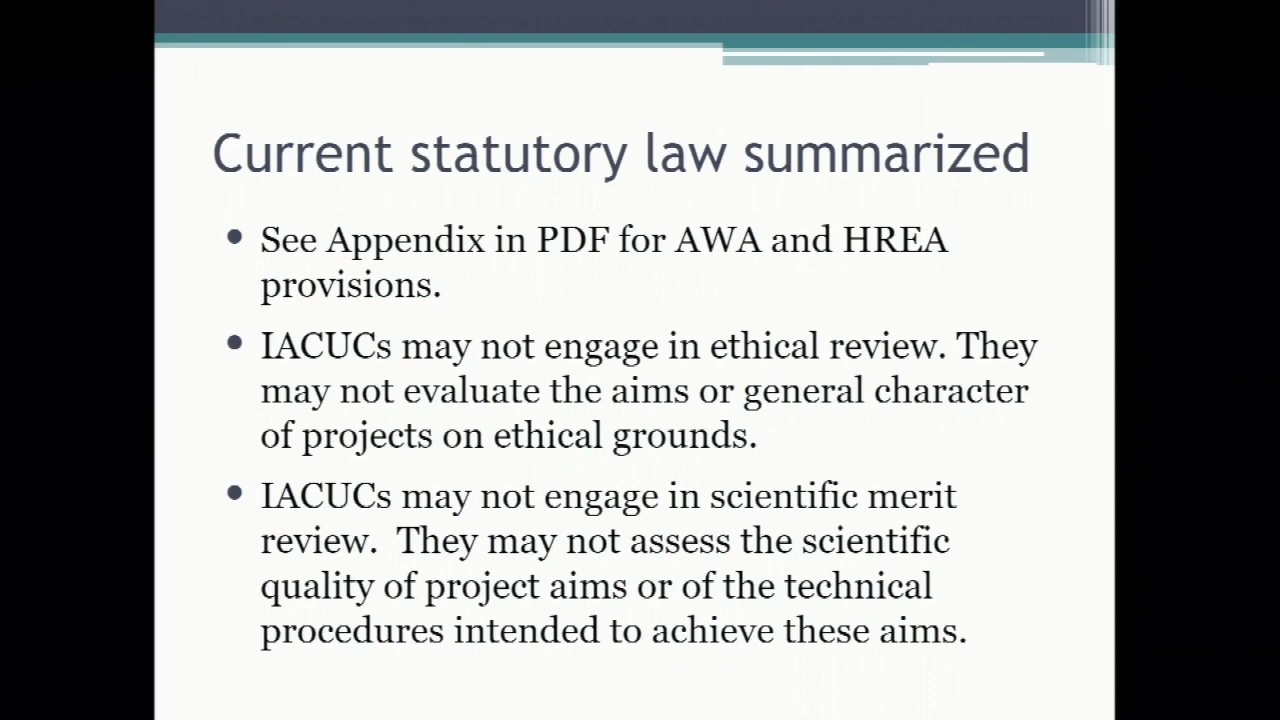 Current statutory law summarized
• See Appendix in PDF for AWA and HREA
provisions.
• IACUCs may not engage in ethical review. They
may not evaluate the aims or general character
of projects on ethical grounds.
• IACUCs may not engage in scientific merit
review.  They may not assess the scientific
quality of project aims or of the technical
procedures intended to achieve these aims.